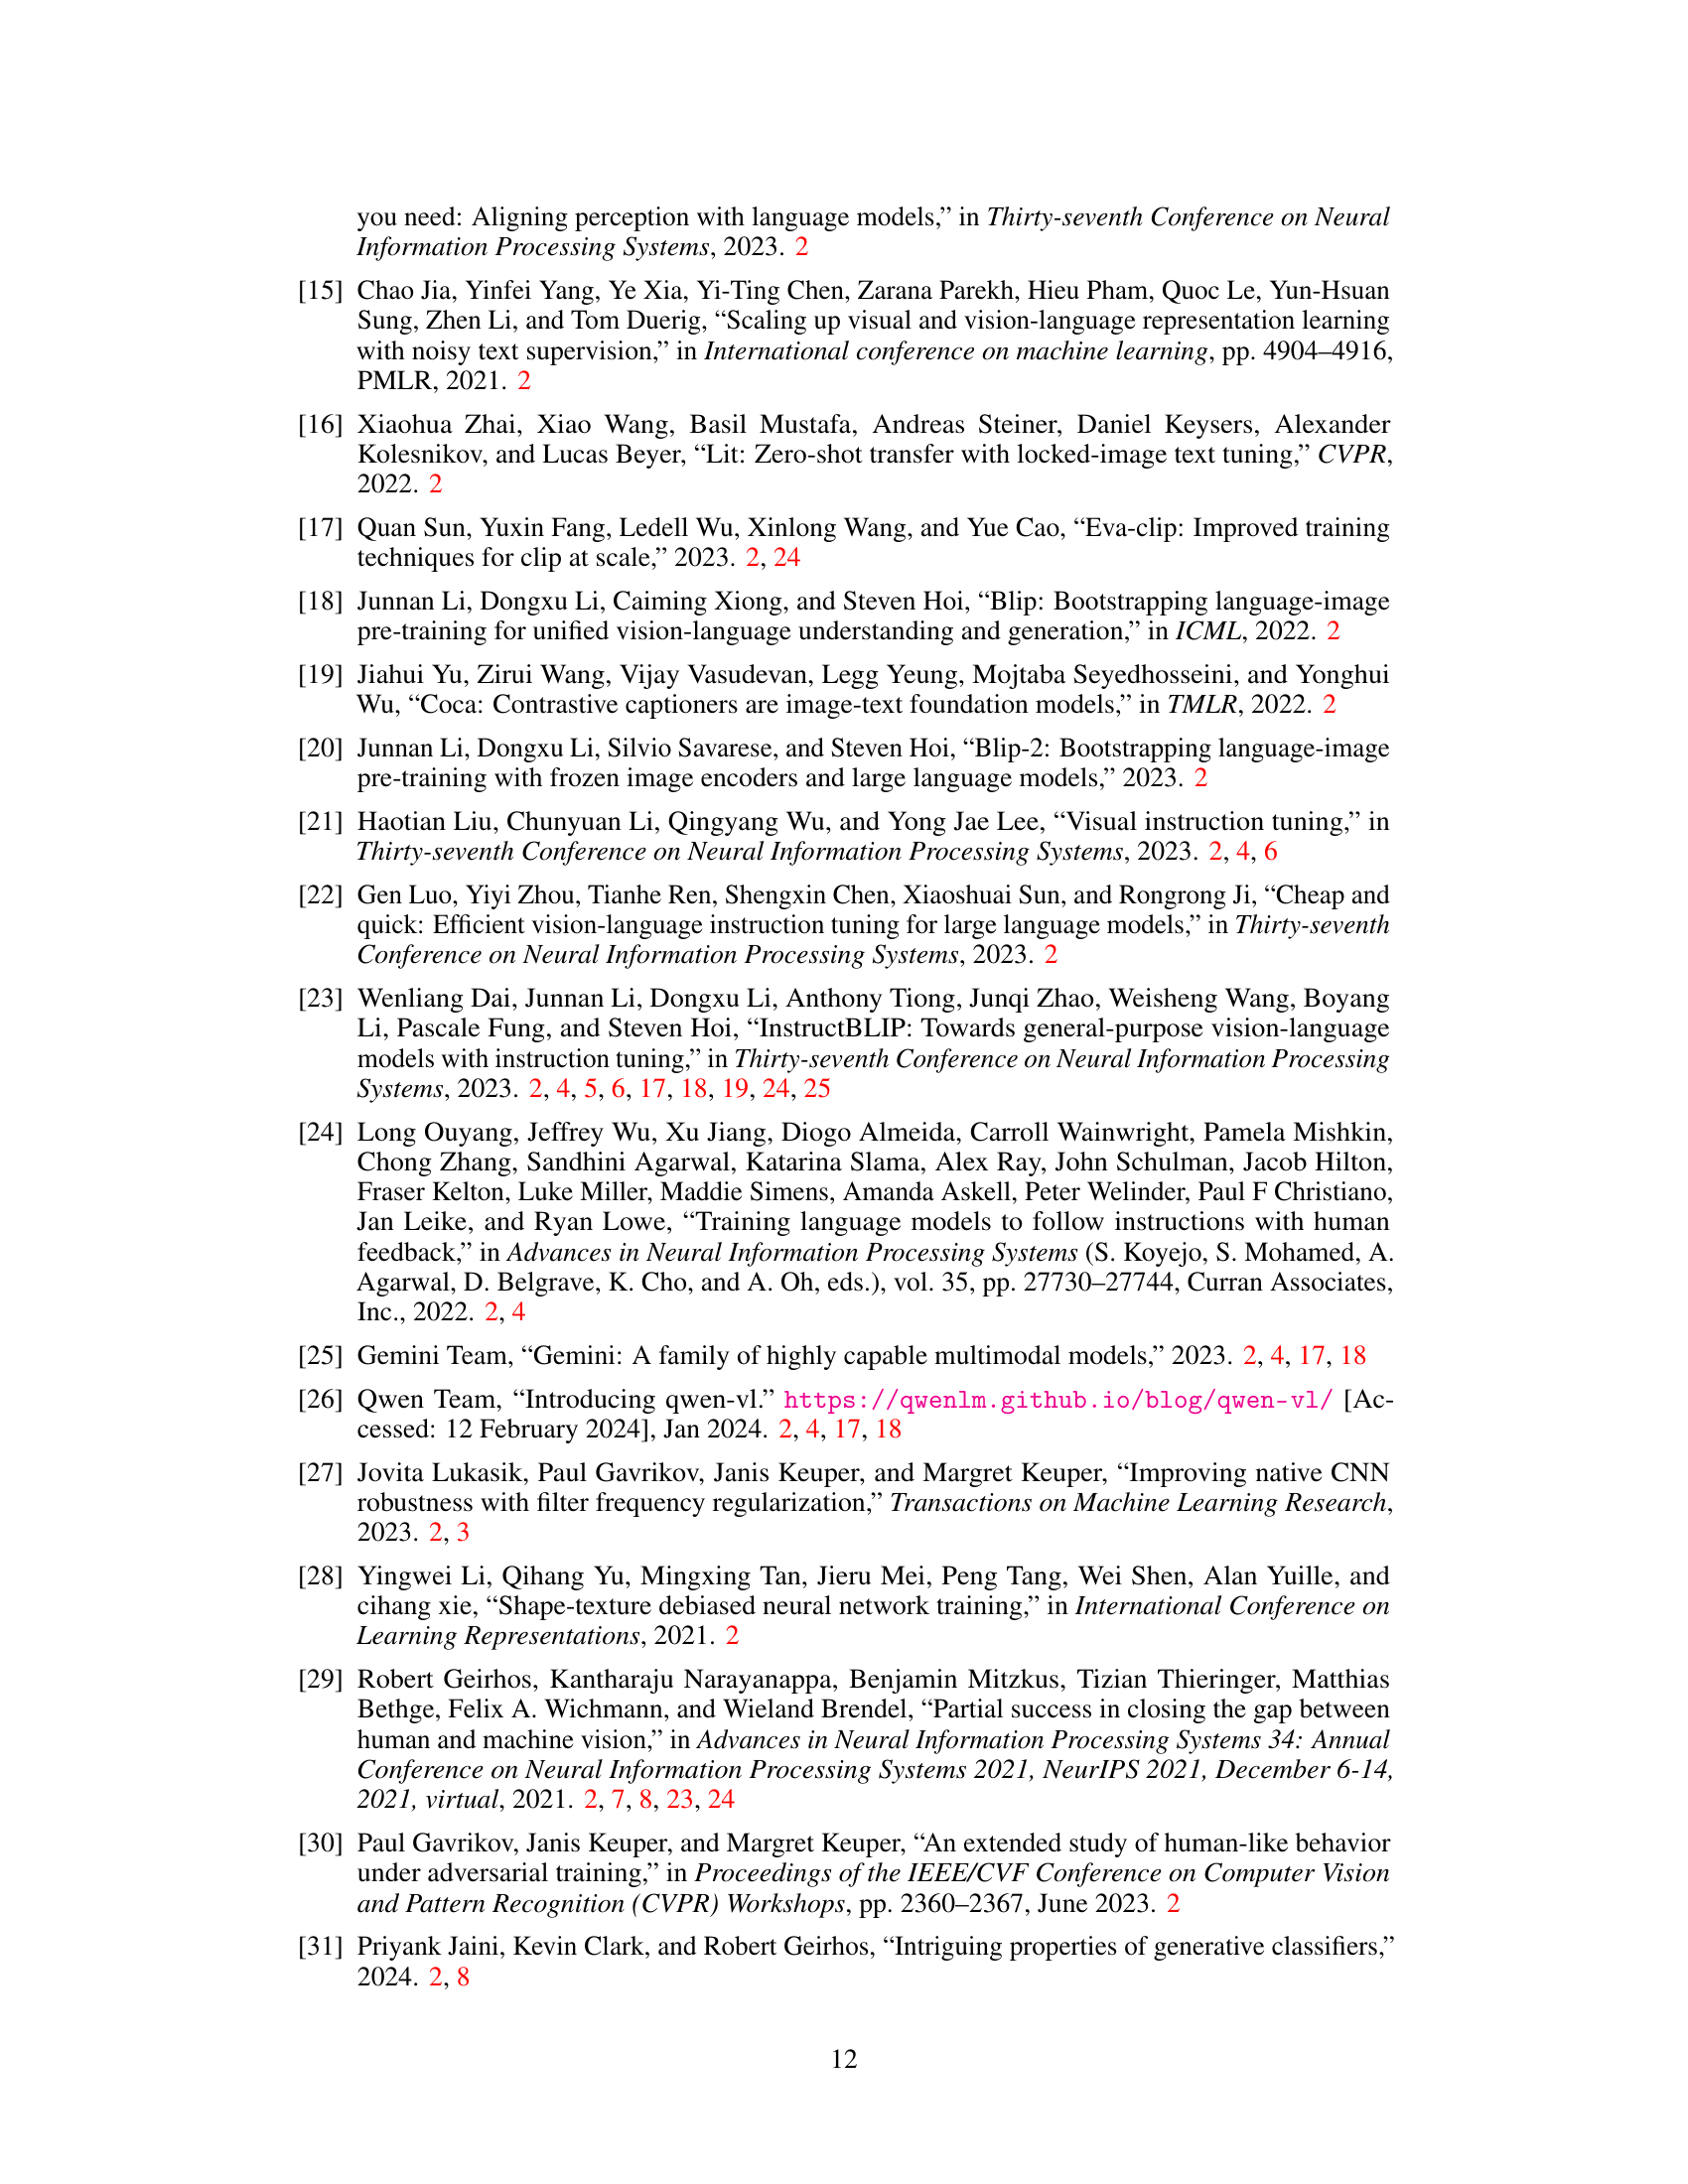 you need: Aligning perception with language models,” in Thirty-seventh Conference on Neural
Information Processing Systems, 2023. 2
[15] Chao Jia, Yinfei Yang, Ye Xia, Yi-Ting Chen, Zarana Parekh, Hieu Pham, Quoc Le, Yun-Hsuan
Sung, Zhen Li, and Tom Duerig, “Scaling up visual and vision-language representation learning
with noisy text supervision,” in International conference on machine learning, pp. 4904–4916,
PMLR, 2021. 2
[16] Xiaohua Zhai, Xiao Wang, Basil Mustafa, Andreas Steiner, Daniel Keysers, Alexander
Kolesnikov, and Lucas Beyer, “Lit: Zero-shot transfer with locked-image text tuning,” CVPR,
2022. 2
[17] Quan Sun, Yuxin Fang, Ledell Wu, Xinlong Wang, and Yue Cao, “Eva-clip: Improved training
techniques for clip at scale,” 2023. 2, 24
[18] Junnan Li, Dongxu Li, Caiming Xiong, and Steven Hoi, “Blip: Bootstrapping language-image
pre-training for unified vision-language understanding and generation,” in ICML, 2022. 2
[19] Jiahui Yu, Zirui Wang, Vijay Vasudevan, Legg Yeung, Mojtaba Seyedhosseini, and Yonghui
Wu, “Coca: Contrastive captioners are image-text foundation models,” in TMLR, 2022. 2
[20] Junnan Li, Dongxu Li, Silvio Savarese, and Steven Hoi, “Blip-2: Bootstrapping language-image
pre-training with frozen image encoders and large language models,” 2023. 2
[21] Haotian Liu, Chunyuan Li, Qingyang Wu, and Yong Jae Lee, “Visual instruction tuning,” in
Thirty-seventh Conference on Neural Information Processing Systems, 2023. 2, 4, 6
[22] Gen Luo, Yiyi Zhou, Tianhe Ren, Shengxin Chen, Xiaoshuai Sun, and Rongrong Ji, “Cheap and
quick: Efficient vision-language instruction tuning for large language models,” in Thirty-seventh
Conference on Neural Information Processing Systems, 2023. 2
[23] Wenliang Dai, Junnan Li, Dongxu Li, Anthony Tiong, Junqi Zhao, Weisheng Wang, Boyang
Li, Pascale Fung, and Steven Hoi, “InstructBLIP: Towards general-purpose vision-language
models with instruction tuning,” in Thirty-seventh Conference on Neural Information Processing
Systems, 2023. 2, 4, 5, 6, 17, 18, 19, 24, 25
[24] Long Ouyang, Jeffrey Wu, Xu Jiang, Diogo Almeida, Carroll Wainwright, Pamela Mishkin,
Chong Zhang, Sandhini Agarwal, Katarina Slama, Alex Ray, John Schulman, Jacob Hilton,
Fraser Kelton, Luke Miller, Maddie Simens, Amanda Askell, Peter Welinder, Paul F Christiano,
Jan Leike, and Ryan Lowe, “Training language models to follow instructions with human
feedback,” in Advances in Neural Information Processing Systems (S. Koyejo, S. Mohamed, A.
Agarwal, D. Belgrave, K. Cho, and A. Oh, eds.), vol. 35, pp. 27730–27744, Curran Associates,
Inc., 2022. 2, 4
[25] Gemini Team, “Gemini: A family of highly capable multimodal models,” 2023. 2, 4, 17, 18
[26] Qwen Team, “Introducing qwen-vl.” https://qwenlm.github.io/blog/qwen-vl/ [Ac-
cessed: 12 February 2024], Jan 2024. 2, 4, 17, 18
[27] Jovita Lukasik, Paul Gavrikov, Janis Keuper, and Margret Keuper, “Improving native CNN
robustness with filter frequency regularization,” Transactions on Machine Learning Research,
2023. 2, 3
[28] Yingwei Li, Qihang Yu, Mingxing Tan, Jieru Mei, Peng Tang, Wei Shen, Alan Yuille, and
cihang xie, “Shape-texture debiased neural network training,” in International Conference on
Learning Representations, 2021. 2
[29] Robert Geirhos, Kantharaju Narayanappa, Benjamin Mitzkus, Tizian Thieringer, Matthias
Bethge, Felix A. Wichmann, and Wieland Brendel, “Partial success in closing the gap between
human and machine vision,” in Advances in Neural Information Processing Systems 34: Annual
Conference on Neural Information Processing Systems 2021, NeurIPS 2021, December 6-14,
2021, virtual, 2021. 2, 7, 8, 23, 24
[30] Paul Gavrikov, Janis Keuper, and Margret Keuper, “An extended study of human-like behavior
under adversarial training,” in Proceedings of the IEEE/CVF Conference on Computer Vision
and Pattern Recognition (CVPR) Workshops, pp. 2360–2367, June 2023. 2
[31] Priyank Jaini, Kevin Clark, and Robert Geirhos, “Intriguing properties of generative classifiers,”
2024. 2, 8
12